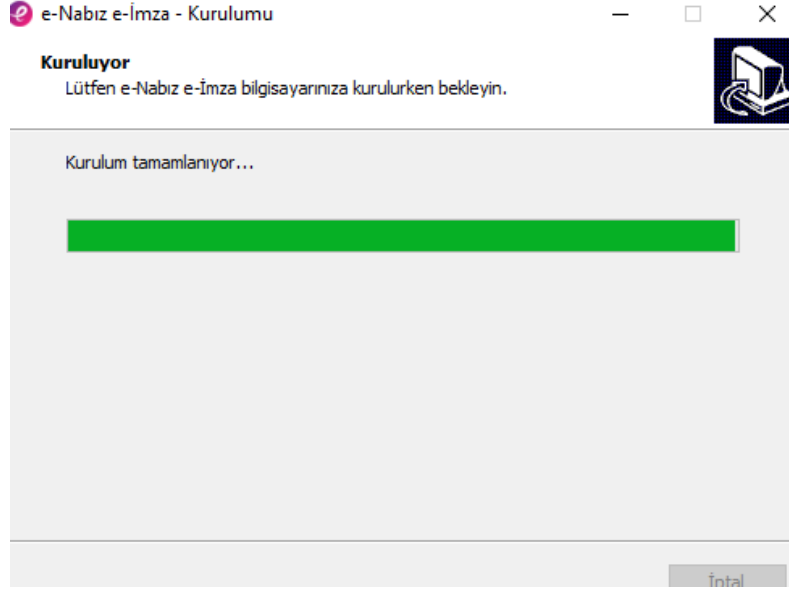 e-Nabız e-İmza - Kurulumu
Kuruluyor
Lütfen e-Nabız e-İmza bilgisayarınıza kurulurken bekleyin.
Kurulum tamamlanıyor...
İptal